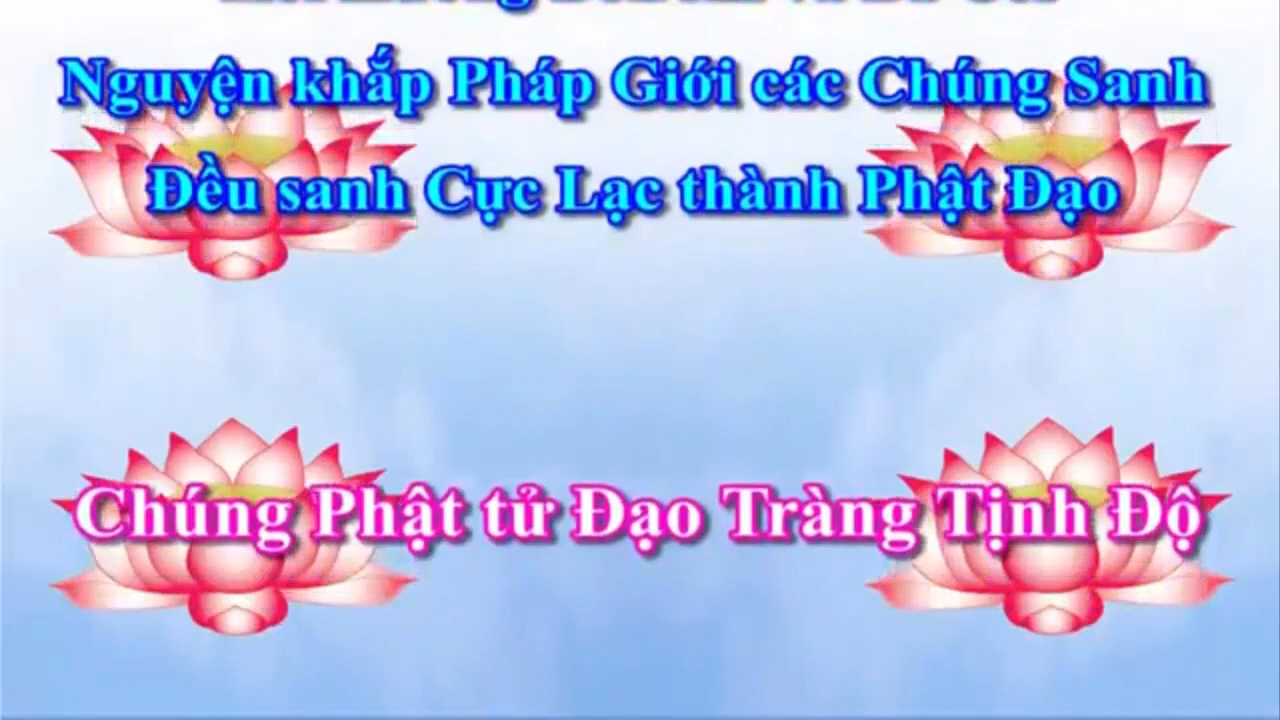 Nguyện khắp Pháp Giới các Chúng Sanh
Đều sanh Cực Lạc thành Phật Đạo
Chúng Phật tử Đạo Tràng Tịnh Độ